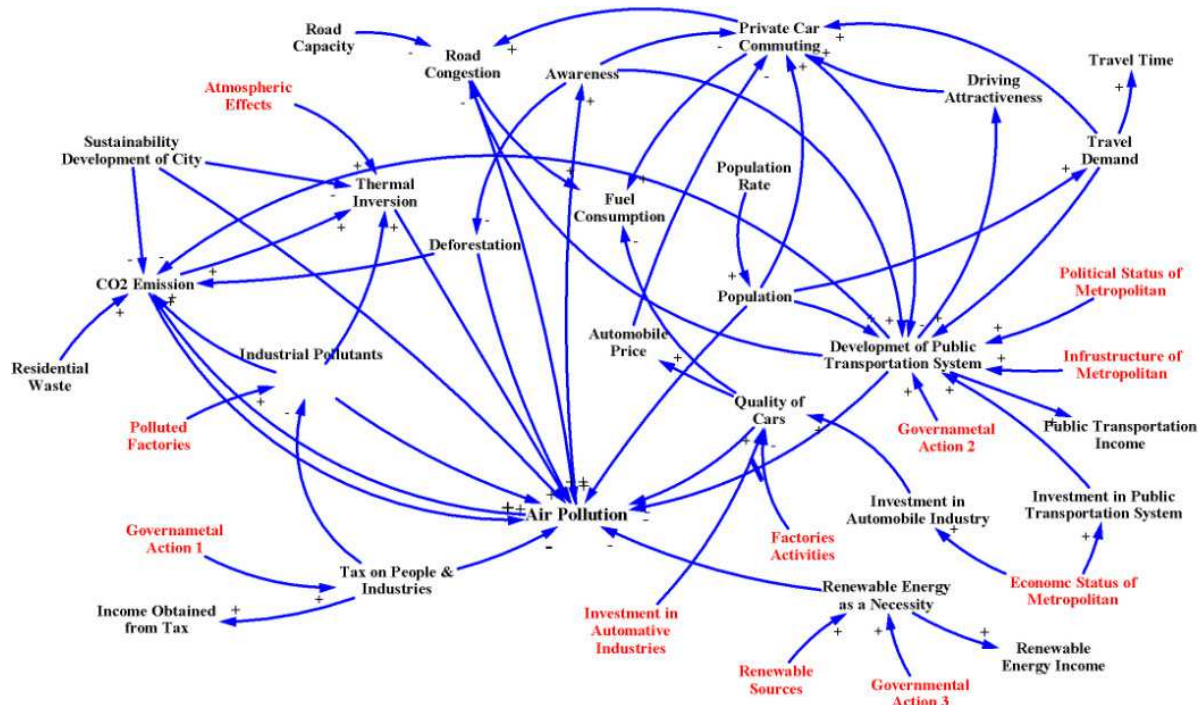 Road
Capacity
Road
Congestion
Awareness
Private Car
Commuting
Travel Time
Atmospheric
Effects
Driving
Attractiveness
Sustainability
Development of City
Travel
Demand
Thermal
Inversion
Population
Rate
Fuel
Consumption
Deforestation
CO2 Emission
Population
Political Status of
Metropolitan
Automobile
Price
Developmet of Public
Transportation System
Industrial Pollutants
Residential
Waste
Infrustructure of
Metropolitan
Polluted
Factories
Quality of
Cars
Governametal
Action 2
Public Transportation
Income
Air Pollution
Investment in
Automobile Industry
Investment in Public
Transportation System
Governametal
Action 1
Factories
Activities
Tax on People &
Industries
Renewable Energy
as a Necessity
Economc Status of
Metropolitan
Income Obtained
from Tax
Investment in
Automative
Industries
Renewable
Energy Income
Renewable
Sources
Governmental
Action 3